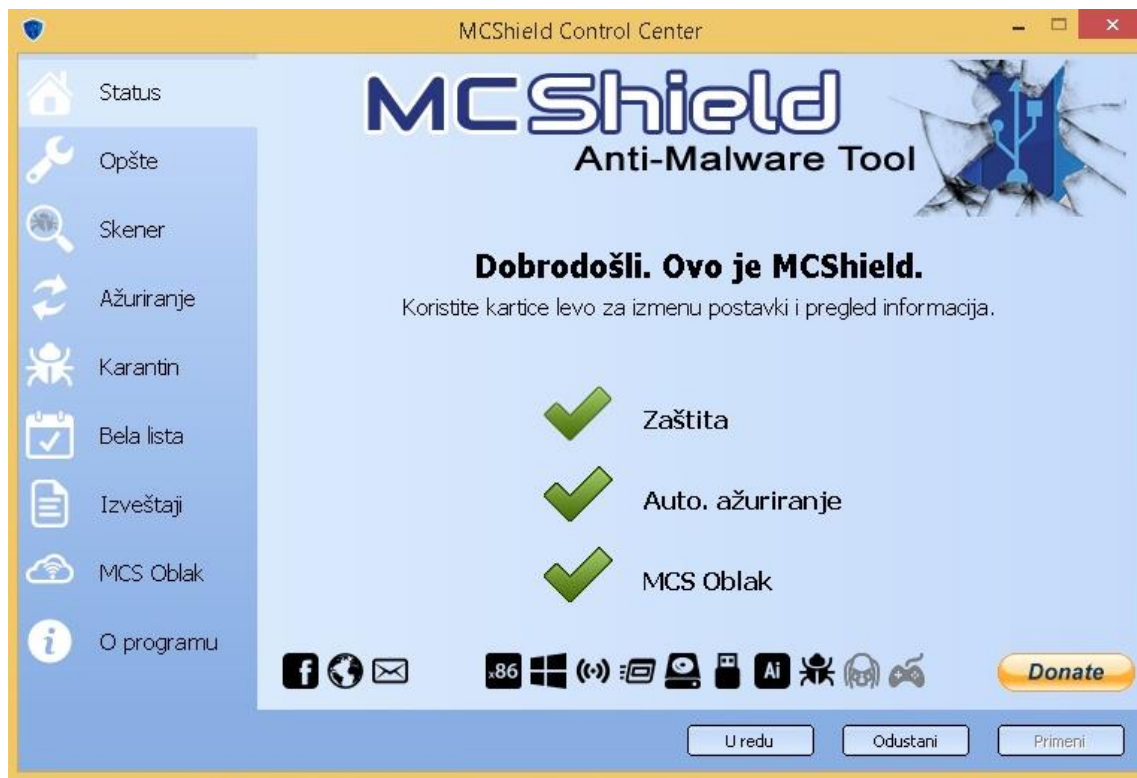 MCShield Control Center
Status
Opšte
Skener
Ažuriranje
Karantin
Bela lista
Izveštaji
MCS Oblak
O programu
MCShield
Anti-Malware Tool
Dobrodošli. Ovo je MCShield.
Koristite kartice levo za izmenu postavki i pregled informacija.
Zaštita
Auto. ažuriranje
MCS Oblak
f
x86
Ai
Donate
U redu
Odustani
Primeni